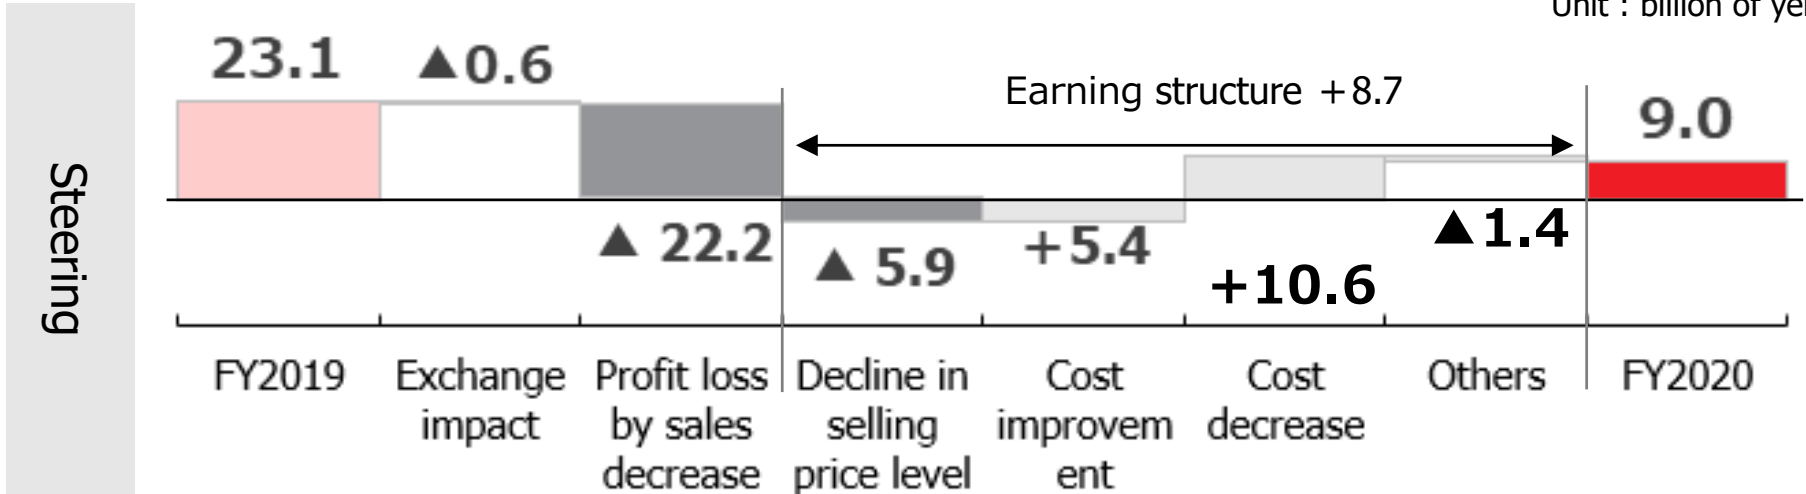 Unit : billion of ye
Steering
23.1
▲0.6
Earning structure +8.7
9.0
▲ 22.2
▲ 5.9
+5.4
+10.6
▲1.4
FY2019
Exchange
impact
Profit loss
by sales
decrease
Decline in
selling
price level
Cost
improvem
ent
Cost
decrease
Others
FY2020